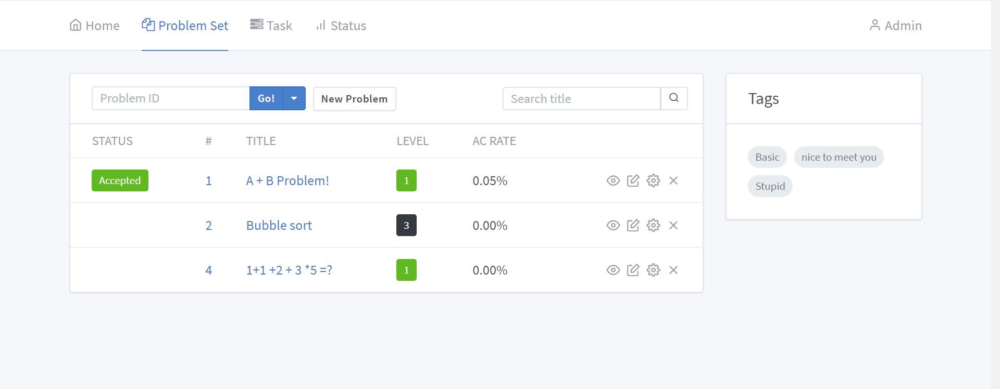 Home Problem Set Task Status Admin
Problem ID Go! New Problem Search title
Tags
STATUS # TITLE LEVEL AC RATE
Basic nice to meet you
Accepted 1 A + B Problem! 1 0.05%
Stupid
2 Bubble sort 3 0.00%
4 1+1 +2 + 3 *5 =? 1 0.00%